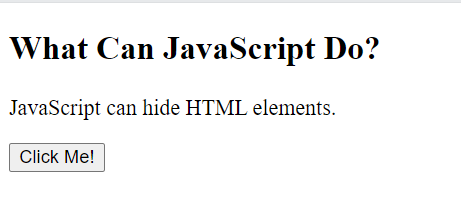 What Can JavaScript Do?
JavaScript can hide HTML elements.
Click Me!